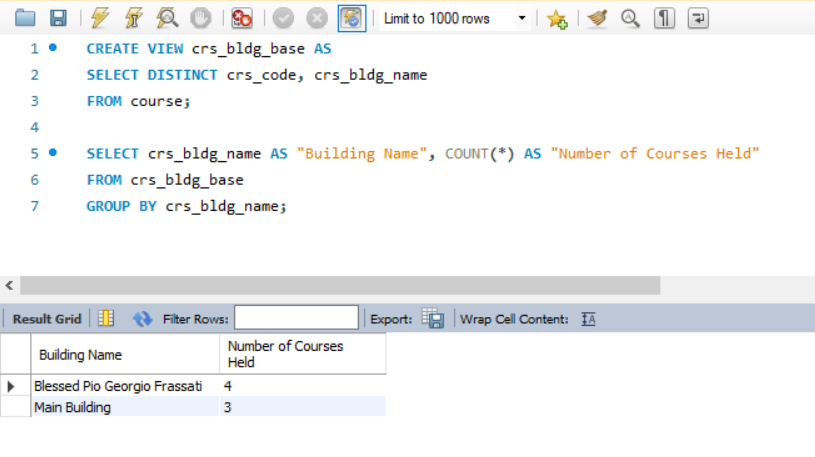 Limit to 1000 rows
1 CREATE VIEW crs_bldg_base AS
2 SELECT DISTINCT crs_code, crs_bldg_name
3 FROM course;
4
5 SELECT crs_bldg_name AS "Building Name", COUNT(*) AS "Number of Courses Held"
6 FROM crs_bldg_base
7 GROUP BY crs_bldg_name;
Result Grid Filter Rows: Export: Wrap Cell Content:
Building Name Number of Courses
Held
Blessed Pio Georgio Frassati 4
Main Building 3